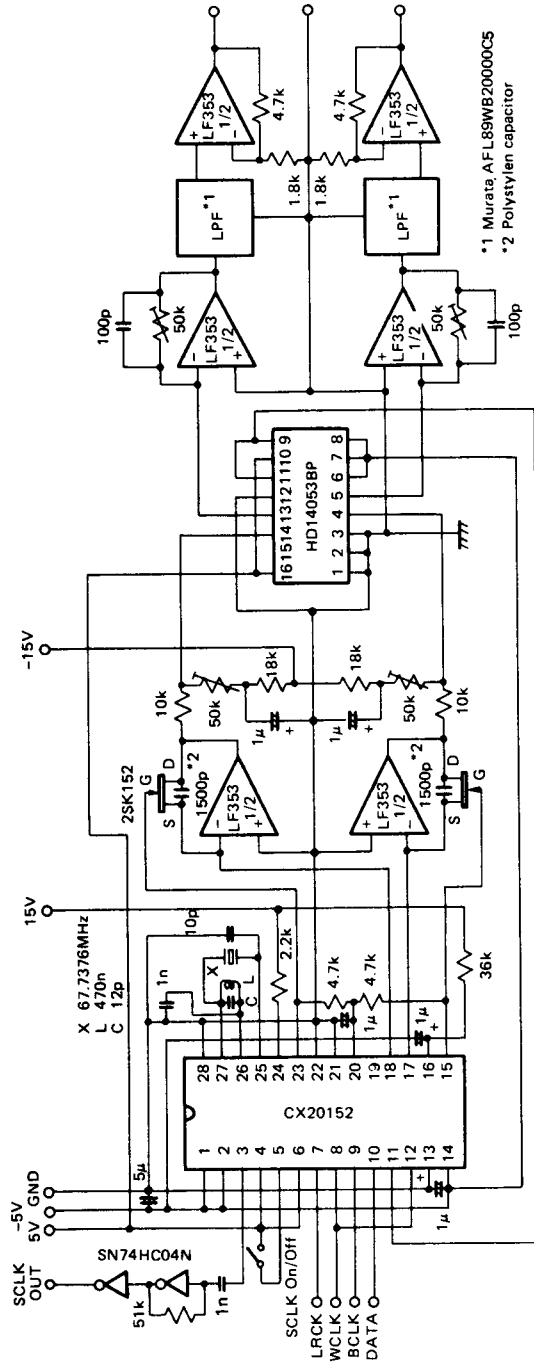 X 67.7376MHz
L 470n
C 12p
15V
-15V
2SK152
G
S
D
*2
1500p
10k
50k
18k
1μ
+
18k
1μ
+
50k
10k
LF353
1/2
+
-
LF353
1/2
+
-
1500p
S
D
G
10p
1n
X
L
C
2.2k
4.7k
4.7k
1μ
1μ
+
36k
28
27
26
25
24
23
22
21
20
19
18
17
16
15
CX20152
1
2
3
4
5
6
7
8
9
10
11
12
13
14
5μ
GND
-5V
5V
+
1μ
SCLK
OUT
SN74HC04N
51k
1n
SCLK On/Off
LRCK
WCLK
BCLK
DATA
16 15 14 13 12 11 10 9
HD14053BP
1 2 3 4 5 6 7 8
100p
50k
LF353
1/2
-
+
LPF *1
LF353
1/2
+
-
4.7k
1.8k
1.8k
4.7k
LF353
1/2
+
-
50k
100p
LPF *1
LF353
1/2
-
+
*1 Murata AFL89WB20000C5
*2 Polystylen capacitor